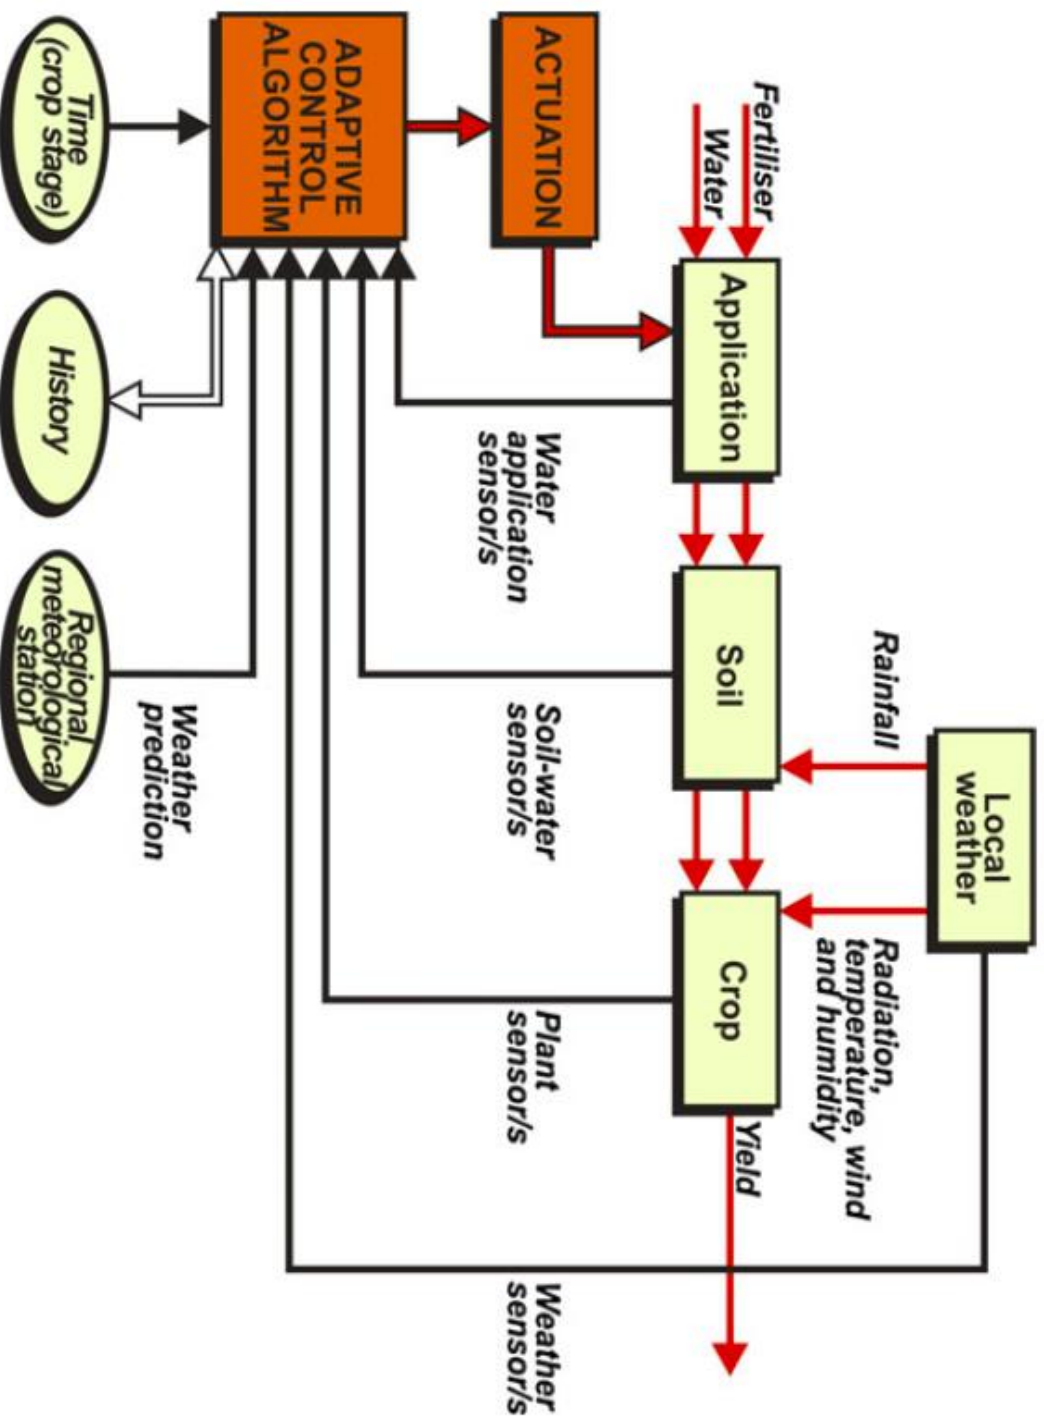 Local
weather
Rainfall
Radiation,
temperature, wind
and humidity
Fertiliser
Water
Application
Soil
Crop
Yield
ACTUATION
Water
application
sensor/s
Soil-water
sensor/s
Plant
sensor/s
Weather
sensor/s
ADAPTIVE
CONTROL
ALGORITHM
Weather
prediction
Time
(crop stage)
History
Regional
meteorological
station